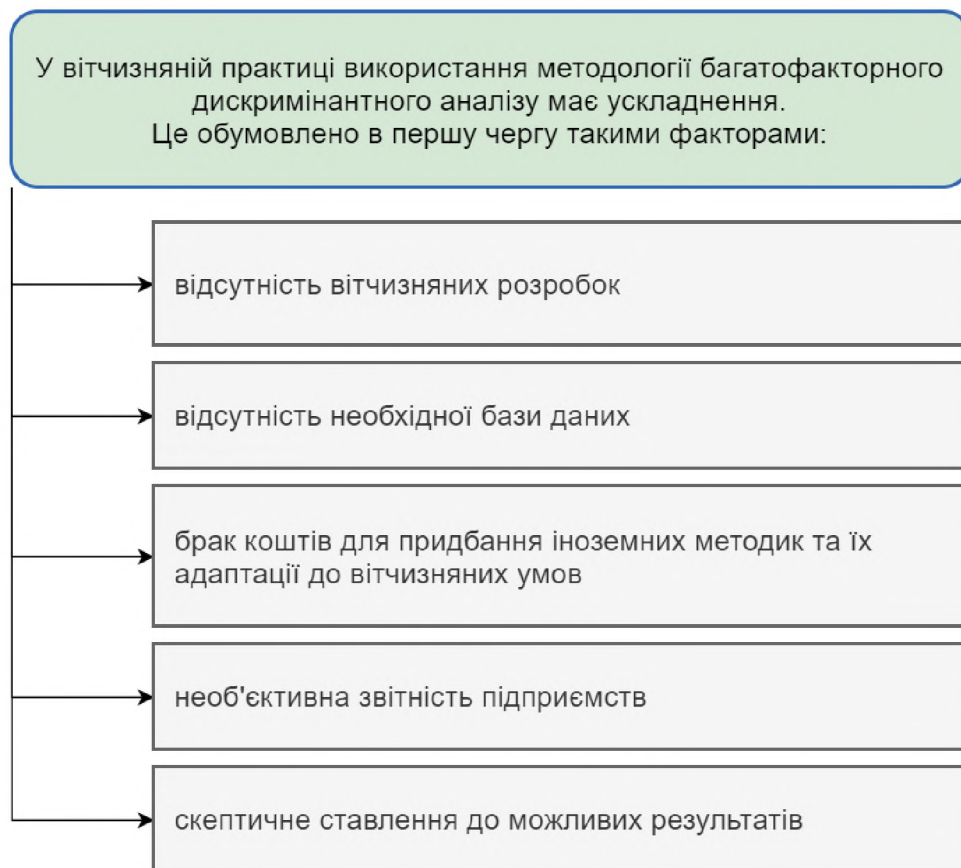 У вітчизняній практиці використання методології багатофакторного
дискримінантного аналізу має ускладнення.
Це обумовлено в першу чергу такими факторами:
відсутність вітчизняних розробок
відсутність необхідної бази даних
брак коштів для придбання іноземних методик та їх
адаптації до вітчизняних умов
необ'єктивна звітність підприємств
скептичне ставлення до можливих результатів